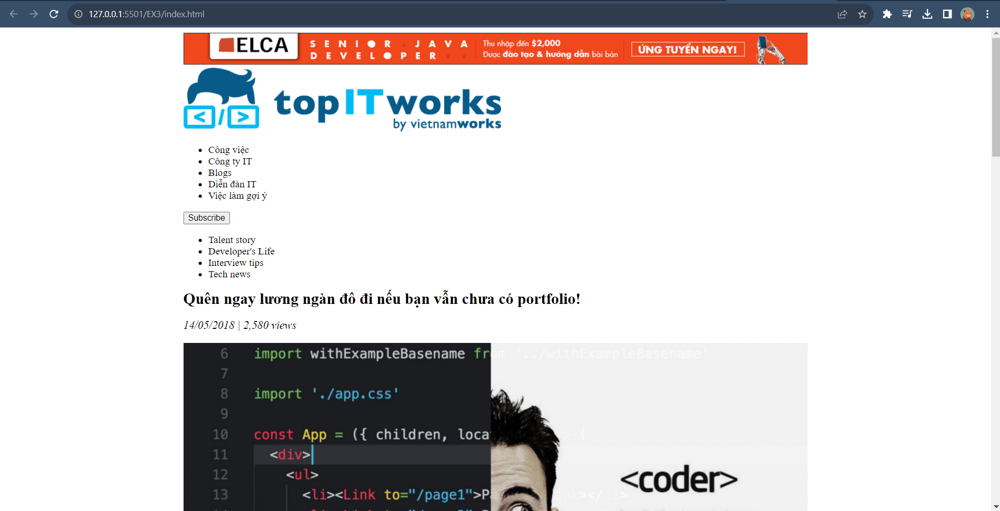 127.0.0.1:5501/EX3/index.html
ELCA
SENIOR JAVA
DEVELOPER
Thu nhập đến $2,000
Được đào tạo & hướng dẫn bài bản
ỨNG TUYỂN NGAY!
</>
topITworks
by vietnamworks
Công việc
Công ty IT
Blogs
Diễn đàn IT
Việc làm gợi ý
Subscribe
Talent story
Developer's Life
Interview tips
Tech news
Quên ngay lương ngàn đô đi nếu bạn vẫn chưa có portfolio!
14/05/2018 | 2,580 views
6 import withExampleBasename from '../withExampleBasename'
7
8 import './app.css'
9
10 const App = ({ children, loca
11 <div>
12 <ul>
13 <li><Link to="/page1">P
<coder>